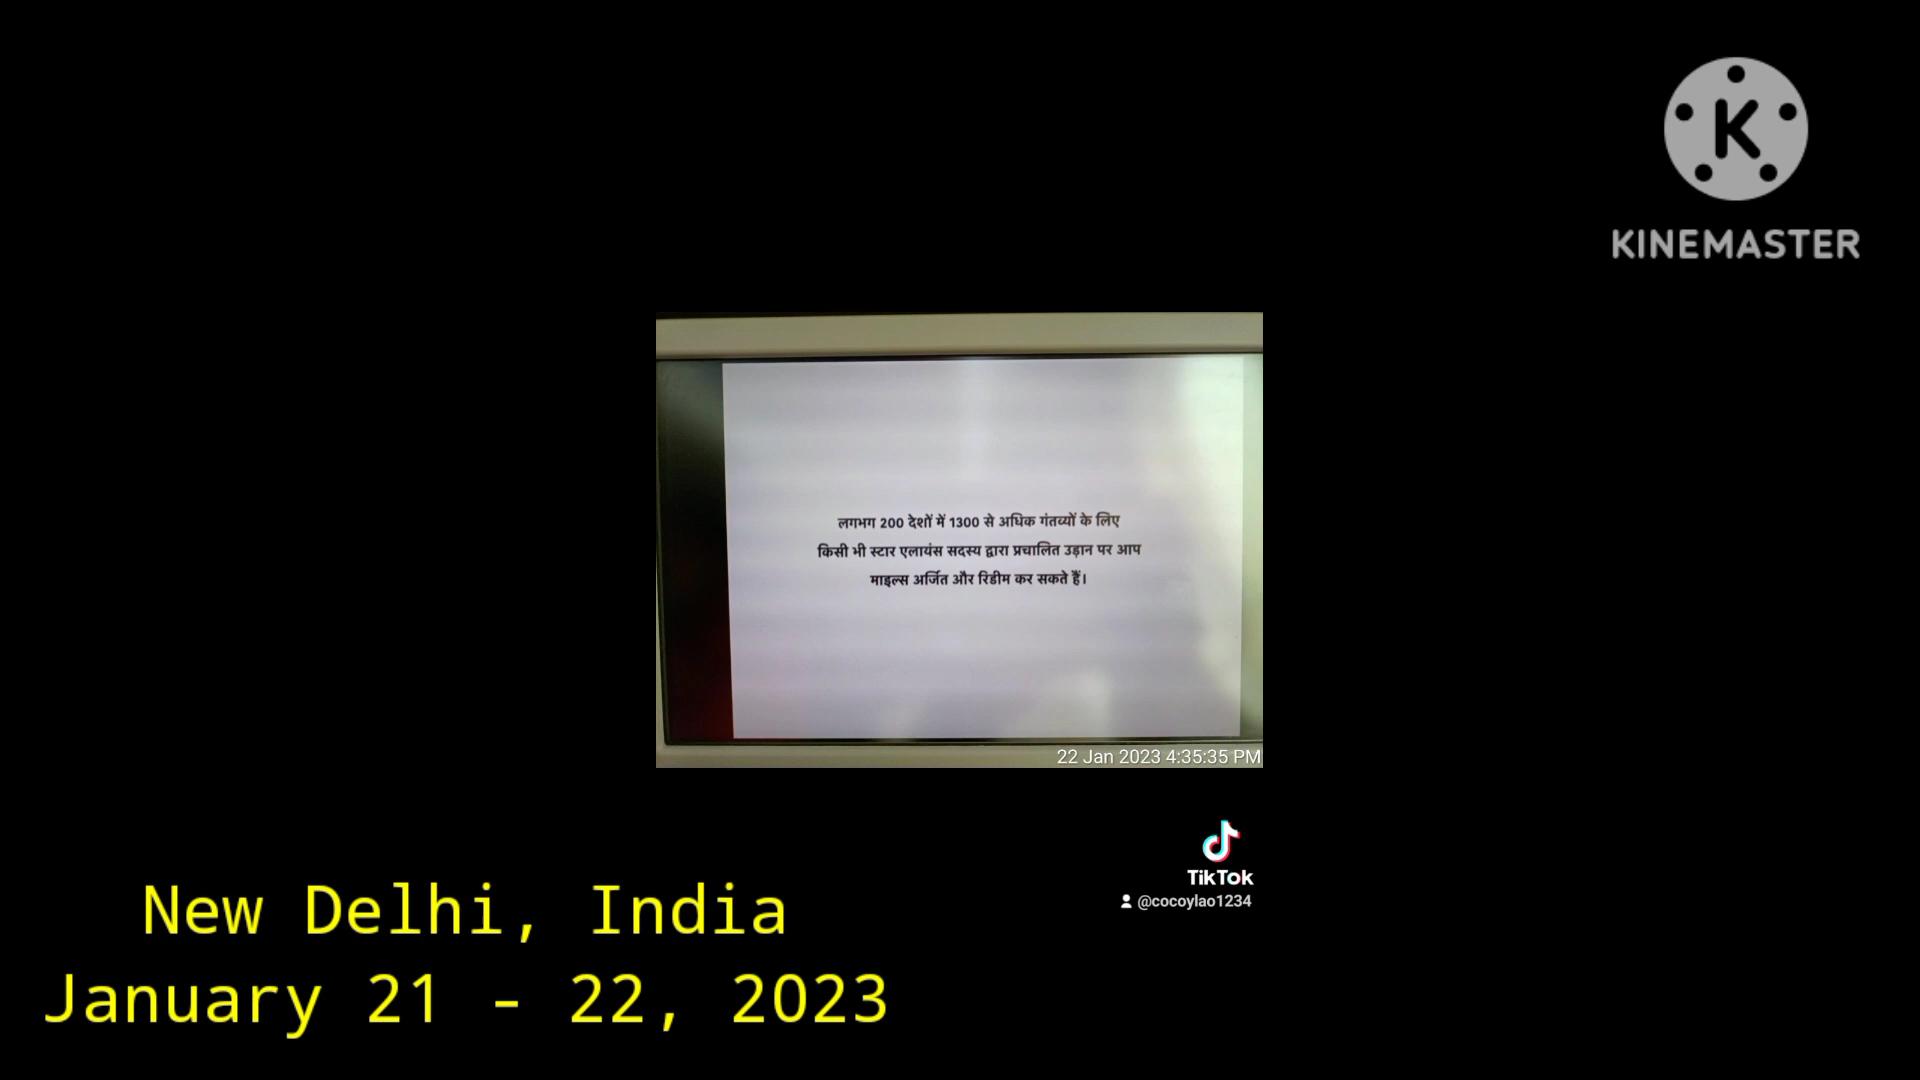 K
KINEMASTER
लगभग 200 देशों में 1300 से अधिक गंतव्यों के लिए
किसी भी स्टार एलायंस सदस्य द्वारा प्रचालित उड़ान पर आप
माइल्स अर्जित और रिडीम कर सकते हैं।
22 Jan 2023 4:35:35 PM
TikTok
@cocoylao1234
New Delhi, India
January 21 - 22, 2023